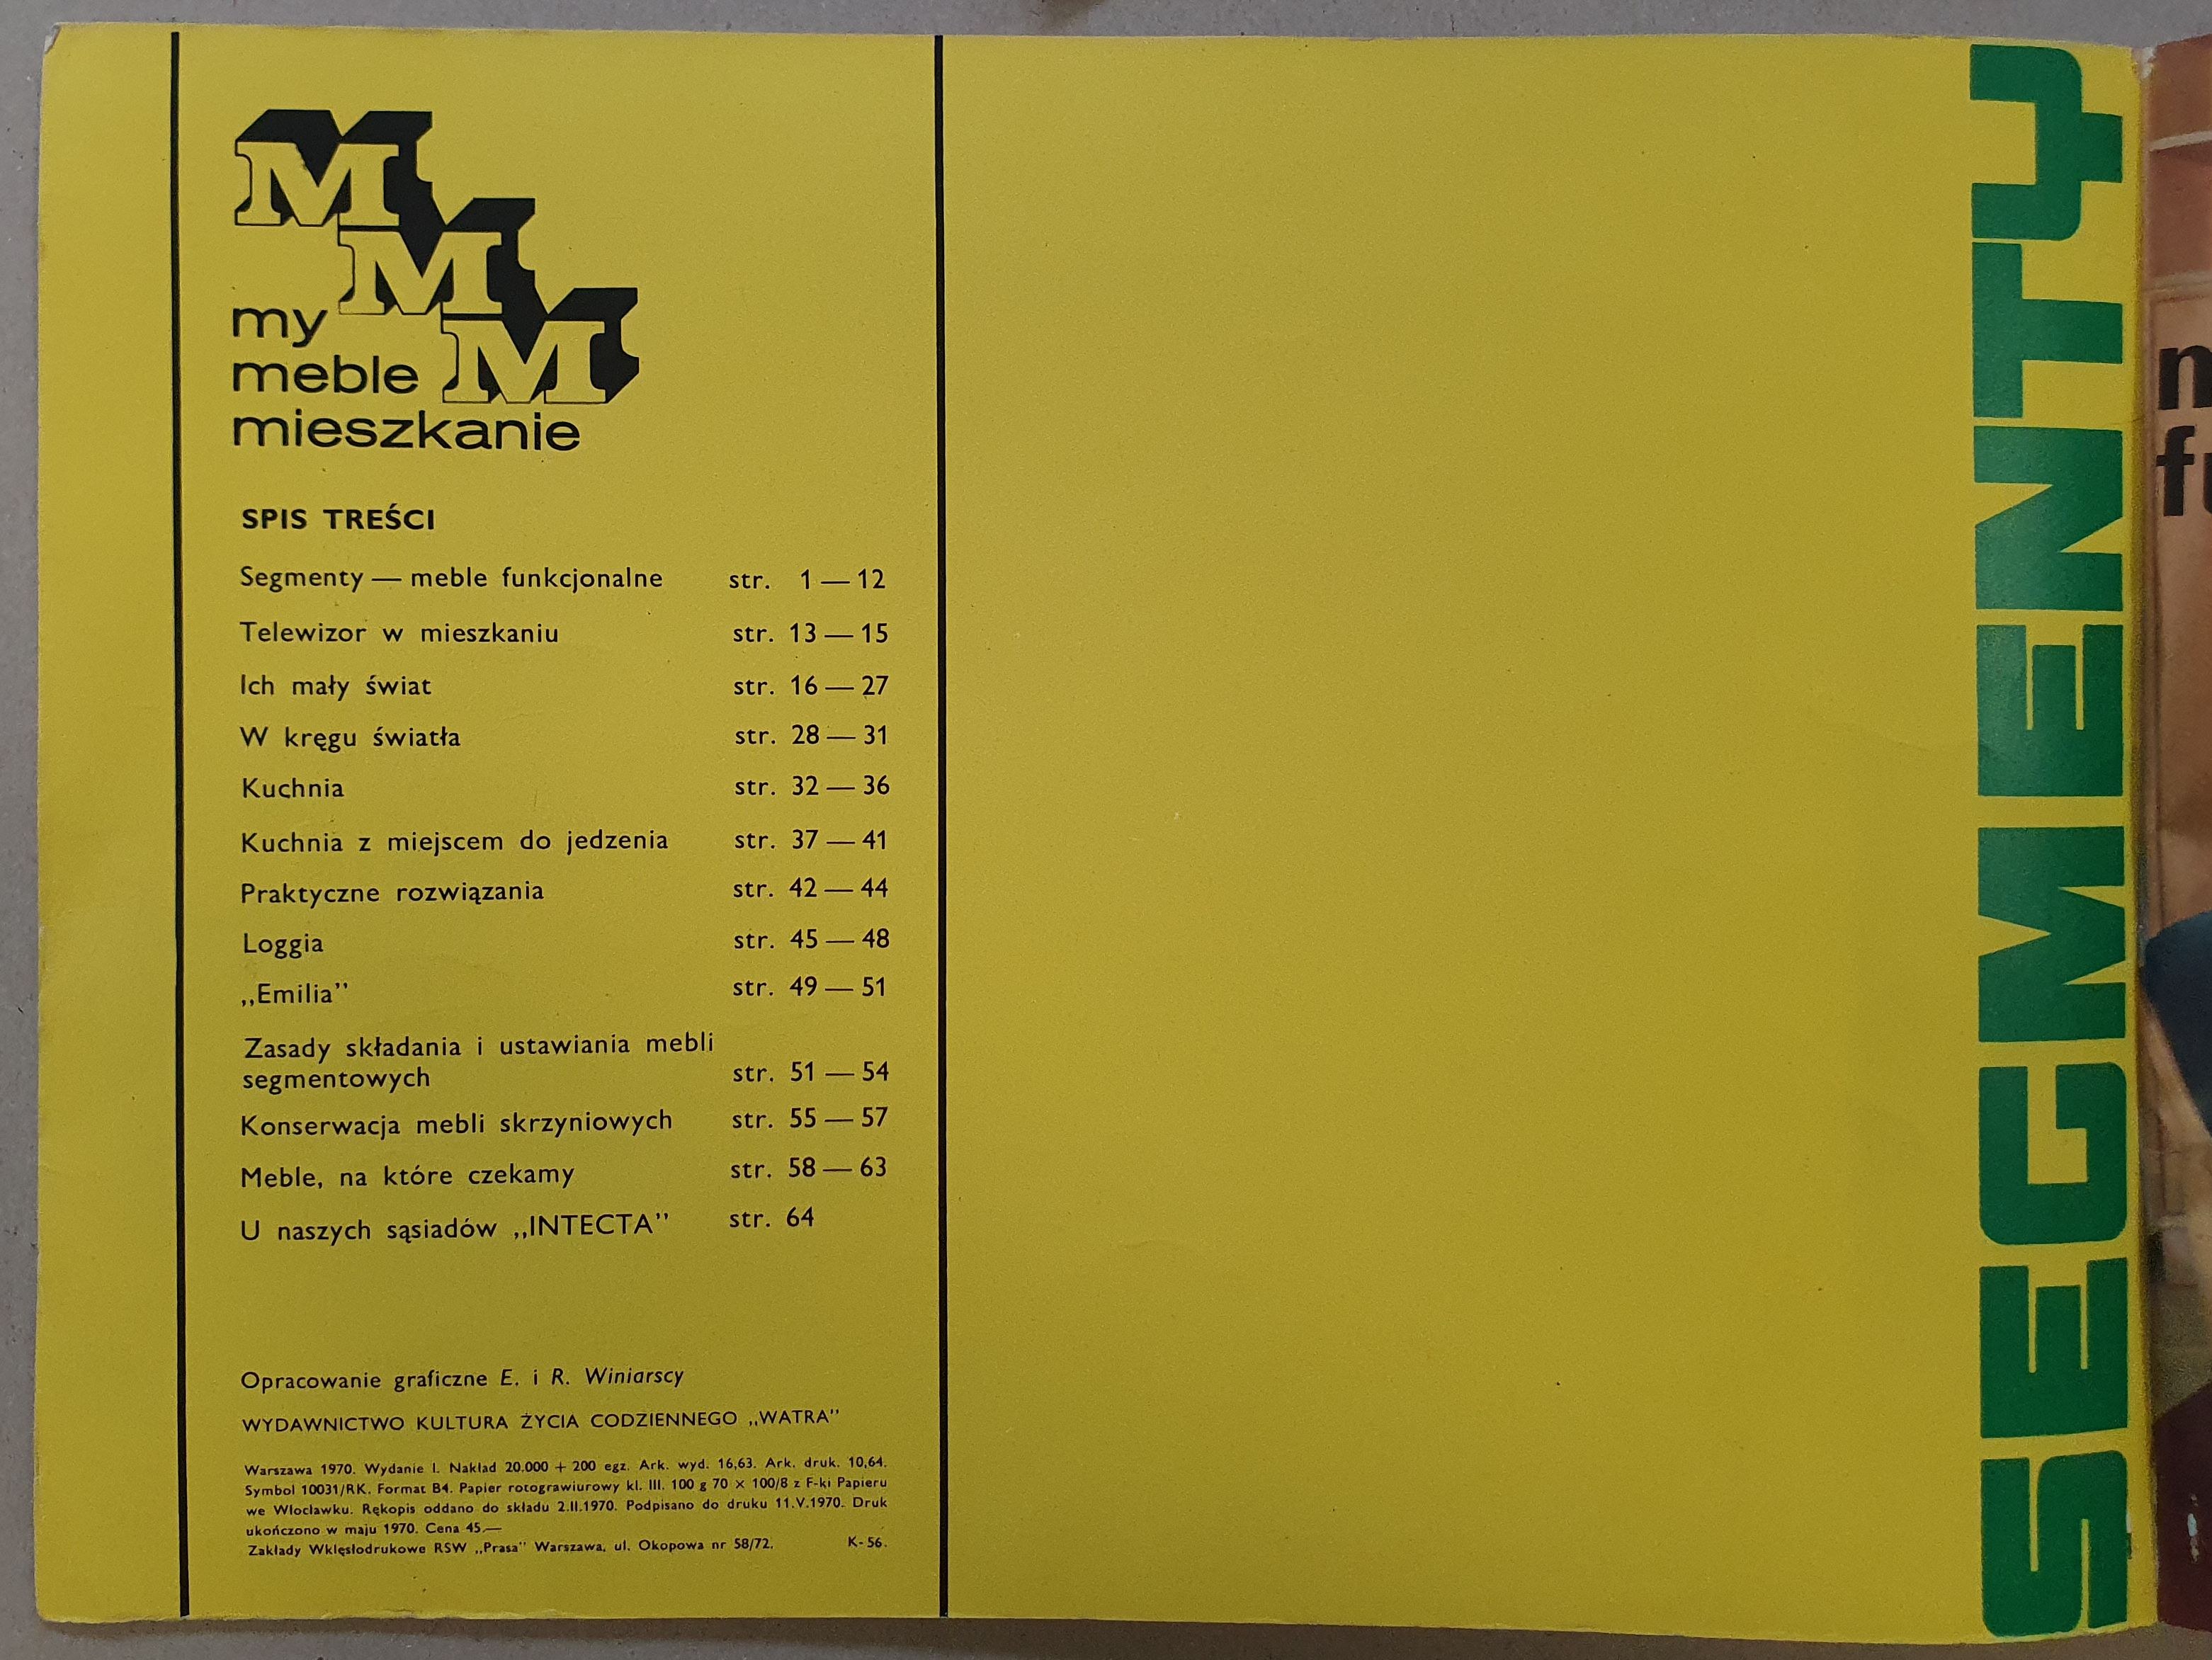 M
M
M
my
meble
mieszkanie
SPIS TREŚCI
Segmenty — meble funkcjonalne str. 1 — 12
Telewizor w mieszkaniu str. 13 — 15
Ich mały świat str. 16 — 27
W kręgu światła str. 28 — 31
Kuchnia str. 32 — 36
Kuchnia z miejscem do jedzenia str. 37 — 41
Praktyczne rozwiązania str. 42 — 44
Loggia str. 45 — 48
„Emilia” str. 49 — 51
Zasady składania i ustawiania mebli
segmentowych str. 51 — 54
Konserwacja mebli skrzyniowych str. 55 — 57
Meble, na które czekamy str. 58 — 63
U naszych sąsiadów „INTECTA” str. 64
Opracowanie graficzne E. i R. Winiarscy
WYDAWNICTWO KULTURA ŻYCIA CODZIENNEGO „WATRA”
Warszawa 1970. Wydanie I. Nakład 20.000 + 200 egz. Ark. wyd. 16,63. Ark. druk. 10,64.
Symbol 10031/RK. Format B4. Papier rotograwiurowy kl. III. 100 g 70 × 100/8 z F-ki Papieru
we Włocławku. Rękopis oddano do składu 2.II.1970. Podpisano do druku 11.V.1970. Druk
ukończono w maju 1970. Cena 45.—
Zakłady Wklęsłodrukowe RSW „Prasa” Warszawa, ul. Okopowa nr 58/72. K-56.
SEGMENTY